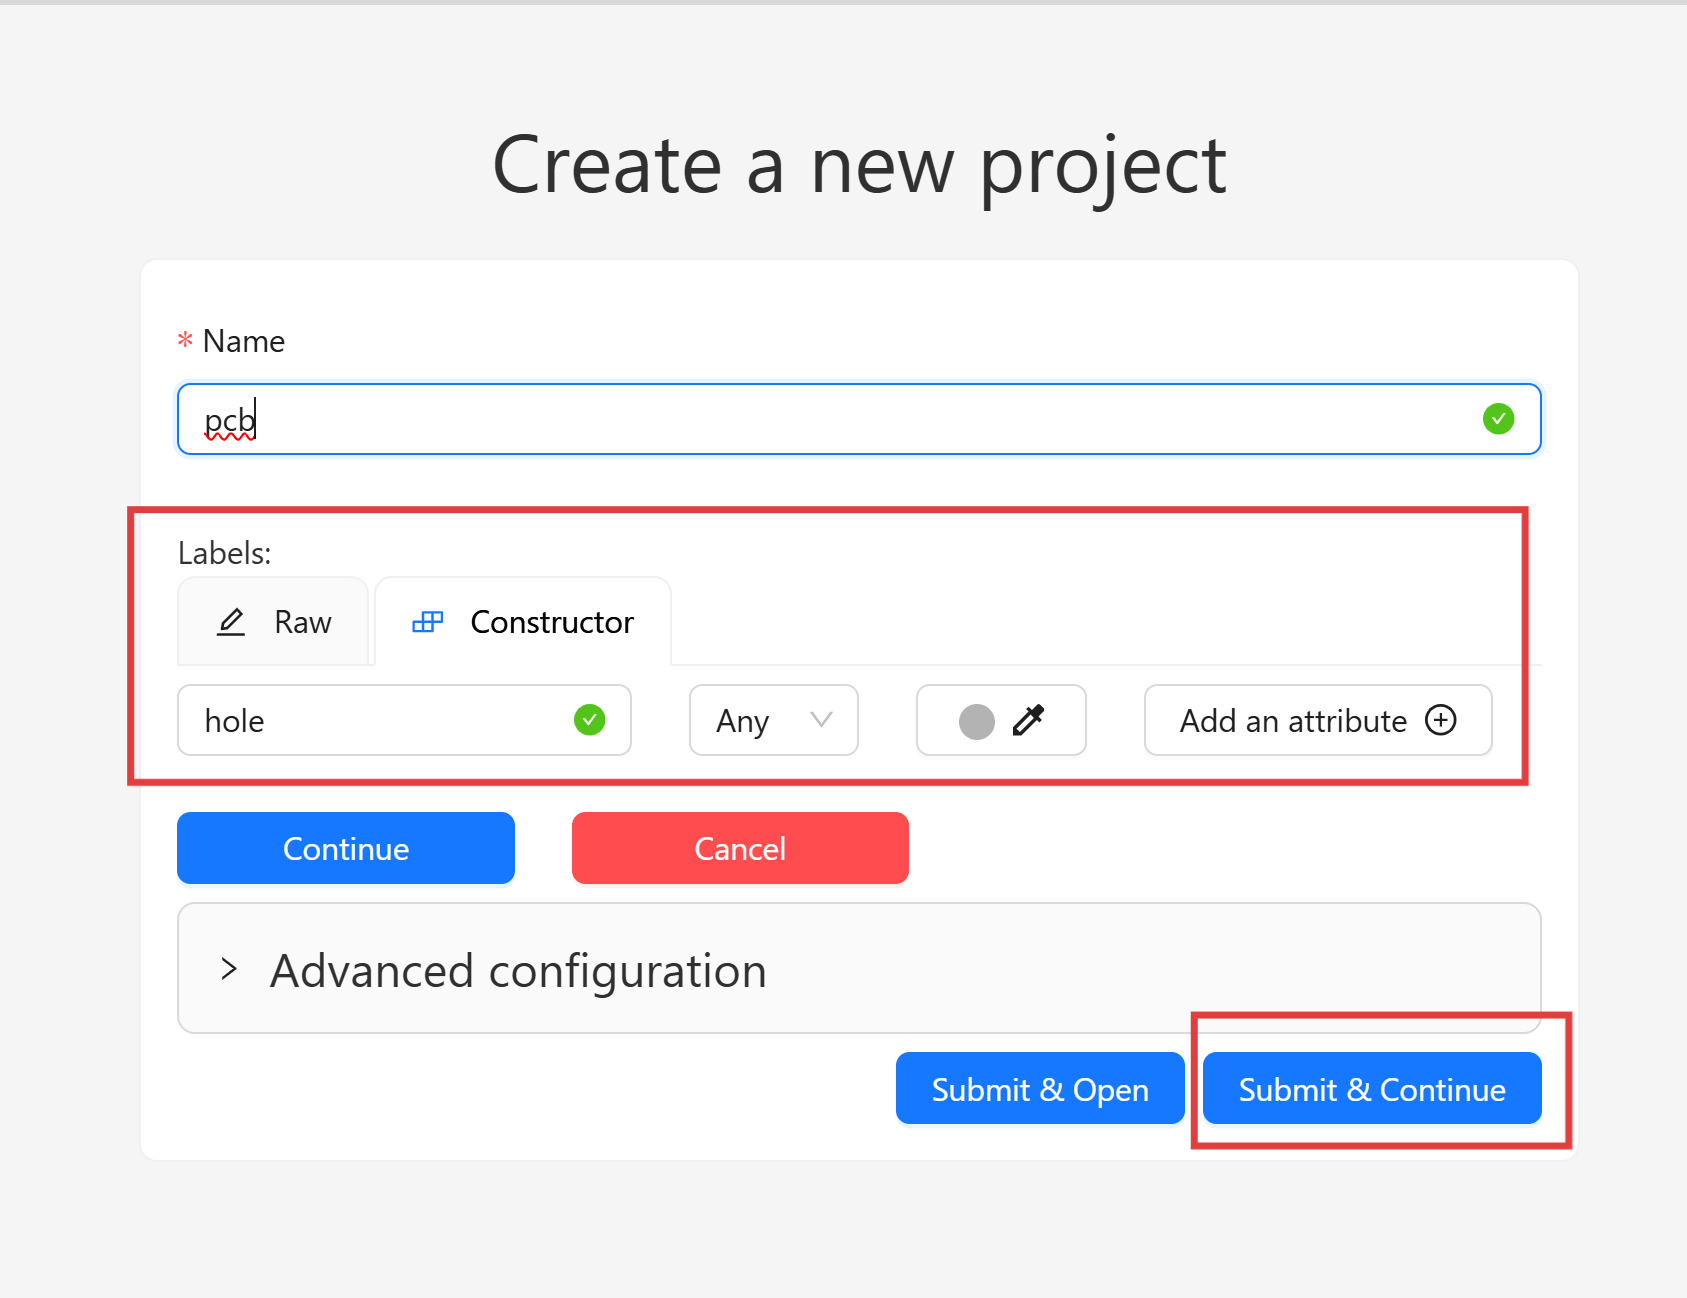 Create a new project
* Name
pcb
Labels:
Raw Constructor
hole Any Add an attribute
Continue Cancel
Advanced configuration
Submit & Open Submit & Continue